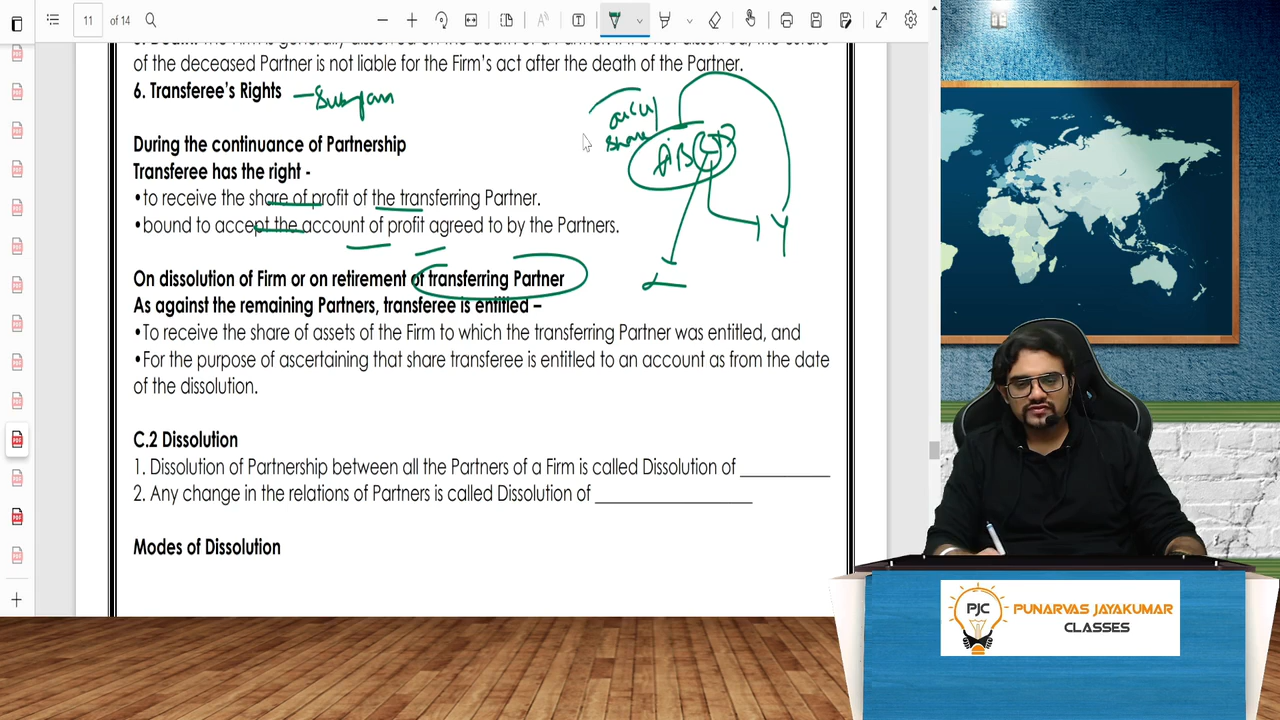 11 of 14
of the deceased Partner is not liable for the Firm's act after the death of the Partner.
6. Transferee's Rights
During the continuance of Partnership
Transferee has the right -
•to receive the share of profit of the transferring Partner.
•bound to accept the account of profit agreed to by the Partners.
On dissolution of Firm or on retirement of transferring Partner
As against the remaining Partners, transferee is entitled –
•To receive the share of assets of the Firm to which the transferring Partner was entitled, and
•For the purpose of ascertaining that share transferee is entitled to an account as from the date
of the dissolution.
C.2 Dissolution
1. Dissolution of Partnership between all the Partners of a Firm is called Dissolution of ___________
2. Any change in the relations of Partners is called Dissolution of __________________
Modes of Dissolution
PJC
PUNARVAS JAYAKUMAR
CLASSES